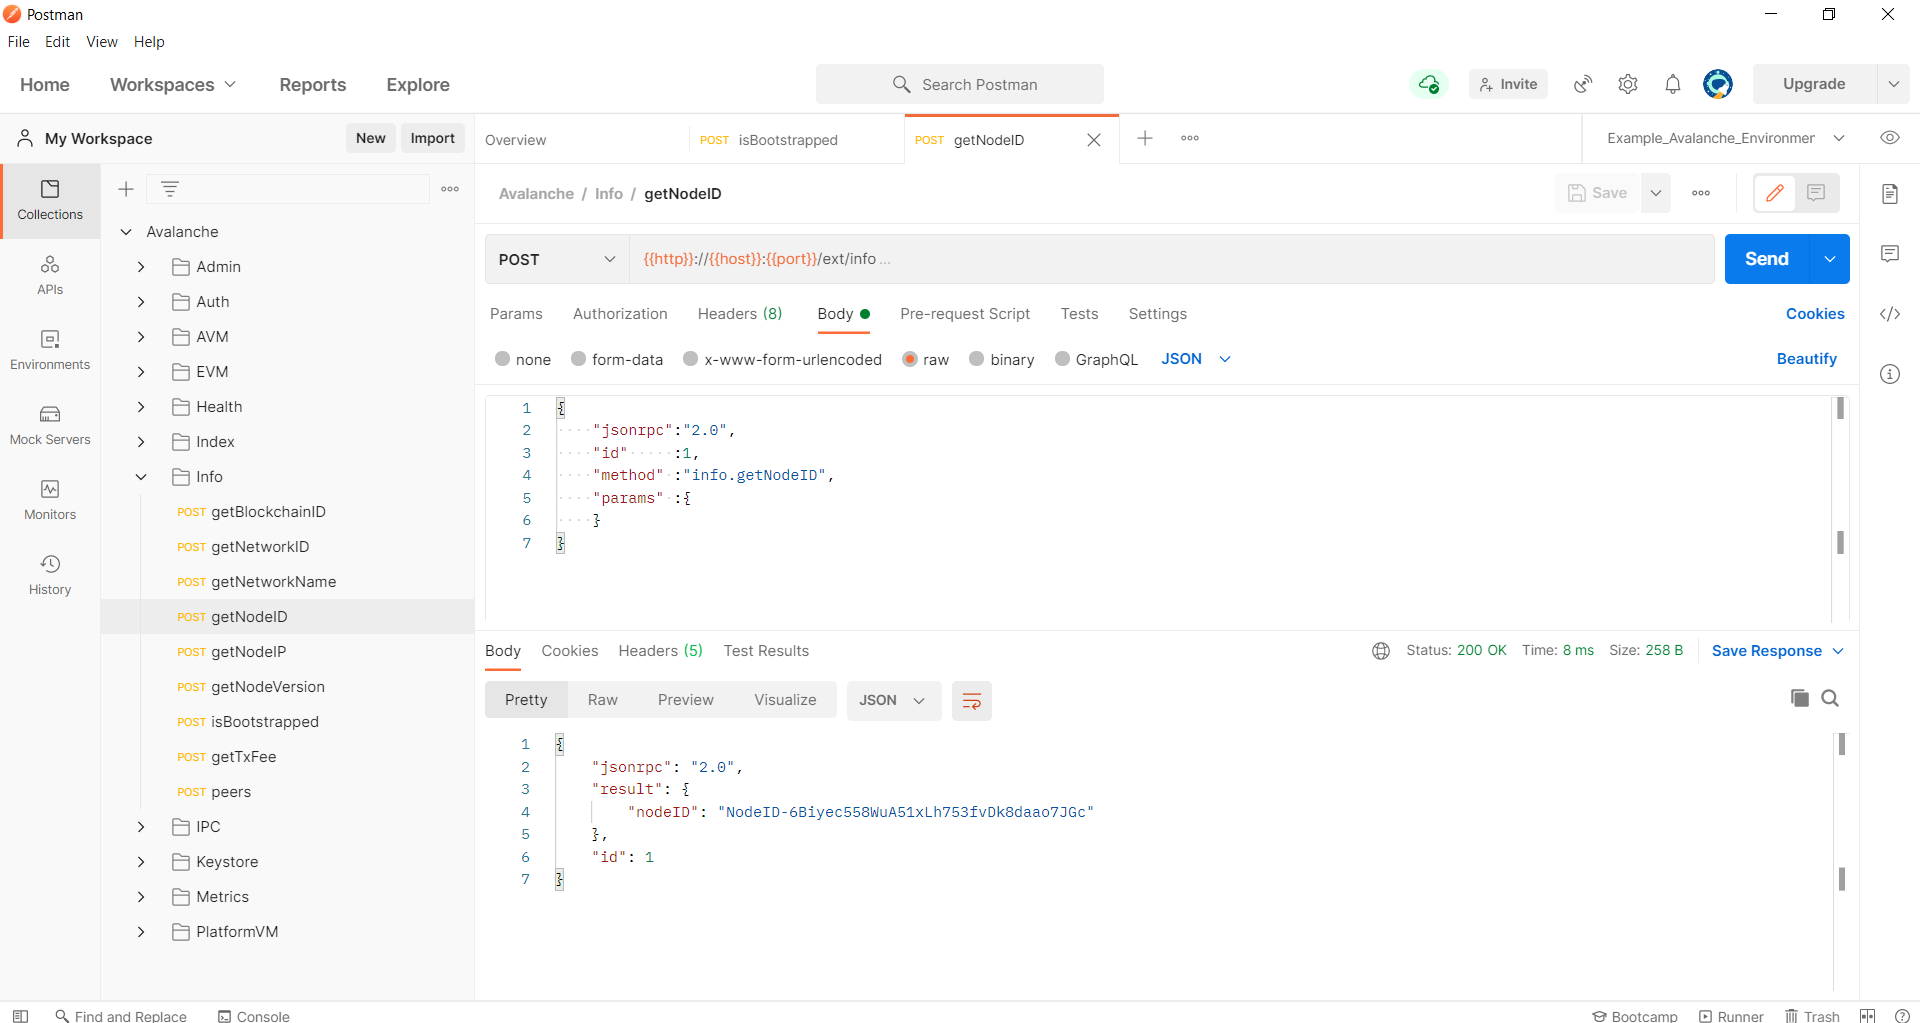 Postman
File Edit View Help
Home Workspaces Reports Explore
Search Postman
Invite
Upgrade
My Workspace
New Import
Overview
POST isBootstrapped
POST getNodeID
Example_Avalanche_Environmen
Collections
APIs
Environments
Mock Servers
Monitors
History
Avalanche
Admin
Auth
AVM
EVM
Health
Index
Info
POST getBlockchainID
POST getNetworkID
POST getNetworkName
POST getNodeID
POST getNodeIP
POST getNodeVersion
POST isBootstrapped
POST getTxFee
POST peers
IPC
Keystore
Metrics
PlatformVM
Avalanche / Info / getNodeID
Save
POST
{{http}}://{{host}}:{{port}}/ext/info ...
Send
Params Authorization Headers (8) Body Pre-request Script Tests Settings
Cookies
none form-data x-www-form-urlencoded raw binary GraphQL JSON
Beautify
1 {
2 "jsonrpc":"2.0",
3 "id" :1,
4 "method" :"info.getNodeID",
5 "params" :{
6 }
7 }
Body Cookies Headers (5) Test Results
Status: 200 OK Time: 8 ms Size: 258 B
Save Response
Pretty Raw Preview Visualize JSON
1 {
2 "jsonrpc": "2.0",
3 "result": {
4 "nodeID": "NodeID-6Biyec558WuA51xLh753fvDk8daao7JGc"
5 },
6 "id": 1
7 }
Find and Replace Console
Bootcamp Runner Trash